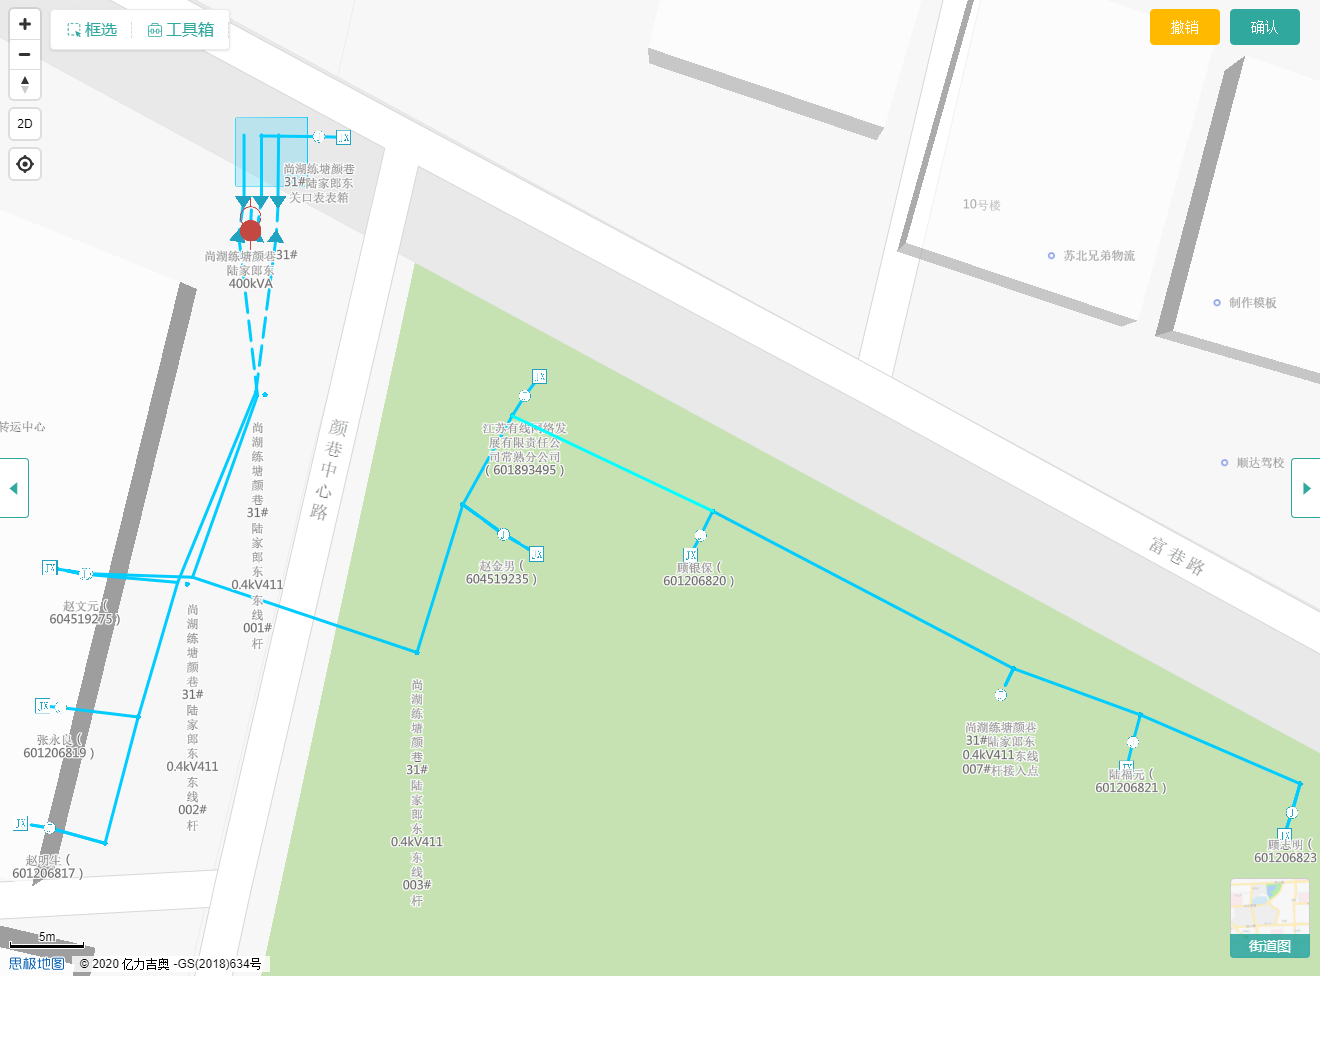 框选
工具箱
撤销
确认
2D
JX
尚湖练塘颜巷
31#陆家郎东
关口表表箱
尚湖练塘颜巷31#
陆家郎东
400kVA
10号楼
苏北兄弟物流
制作模板
顺达驾校
转运中心
颜巷中心路
富巷路
JX
江苏有线网络发
展有限责任公
司常熟分公司
(601893495)
JX
赵金男(
604519235)
JX
顾银保(
601206820)
尚
湖
练
塘
颜
巷
31#
陆
家
郎
东
0.4kV411
东
线
001#
杆
JX
赵文元(
604519275)
尚
湖
练
塘
颜
巷
31#
陆
家
郎
东
0.4kV411
东
线
002#
杆
JX
张永良(
601206819)
JX
赵明生(
601206817)
尚
湖
练
塘
颜
巷
31#
陆
家
郎
东
0.4kV411
东
线
003#
杆
尚湖练塘颜巷
31#陆家郎东
0.4kV411东线
007#杆接入点
JX
陆福元(
601206821)
JX
顾志明(
601206823
5m
思极地图
© 2020 亿力吉奥 -GS(2018)634号
街道图